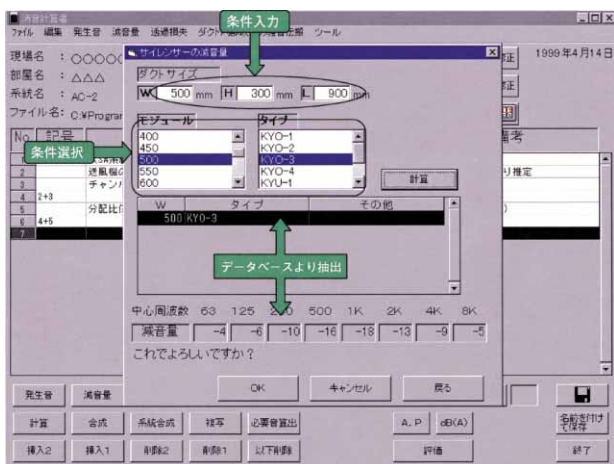 消音計算書
ファイル 編集 発生音 減音量 透過損失 ダクト ツール
条件入力
現場名 : ○○○○
部屋名 : △△△
系統名 : AC-2
ファイル名: C:¥Progra
1999年4月14日
サイレンサーの減音量
ダクトサイズ
W 500 mm H 300 mm L 900 mm
モジュール タイプ
400 KYO-1
450 KYO-2
500 KYO-3
550 KYO-4
600 KYU-1
条件選択
計算
No 記号 備考
2 送風機の り推定
3 チャンバ
4 2+3
5 分配比
6 4+5
7
W タイプ その他
500 KYO-3
データベースより抽出
中心周波数 63 125 250 500 1K 2K 4K 8K
減音量 -4 -6 -10 -16 -18 -13 -9 -5
これでよろしいですか?
OK キャンセル 戻る
発生音 減音量
計算 合成 系統合成 複写 必要音算出 A.P dB(A) 名前を付けて保存
挿入2 挿入1 削除2 削除1 以下削除 評価 終了